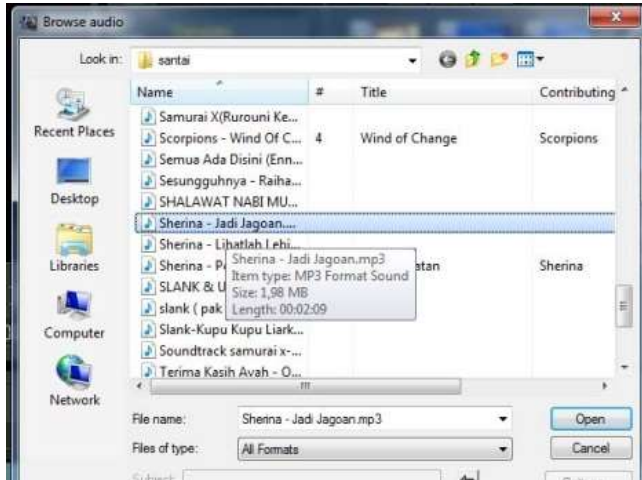 Browse audio
Look in: santai
Name # Title Contributing
Samurai X(Rurouni Ke...
Scorpions - Wind Of C... 4 Wind of Change Scorpions
Semua Ada Disini (Enn...
Sesungguhnya - Raiha...
SHALAWAT NABI MU...
Sherina - Jadi Jagoan....
Sherina - Lihatlah Lebi...
Sherina - P atan Sherina
SLANK & U
slank ( pak
Slank-Kupu Kupu Liark...
Soundtrack samurai x-...
Terima Kasih Ayah - O...
Sherina - Jadi Jagoan.mp3
Item type: MP3 Format Sound
Size: 1,98 MB
Length: 00:02:09
Recent Places
Desktop
Libraries
Computer
Network
File name: Sherina - Jadi Jagoan.mp3 Open
Files of type: All Formats Cancel